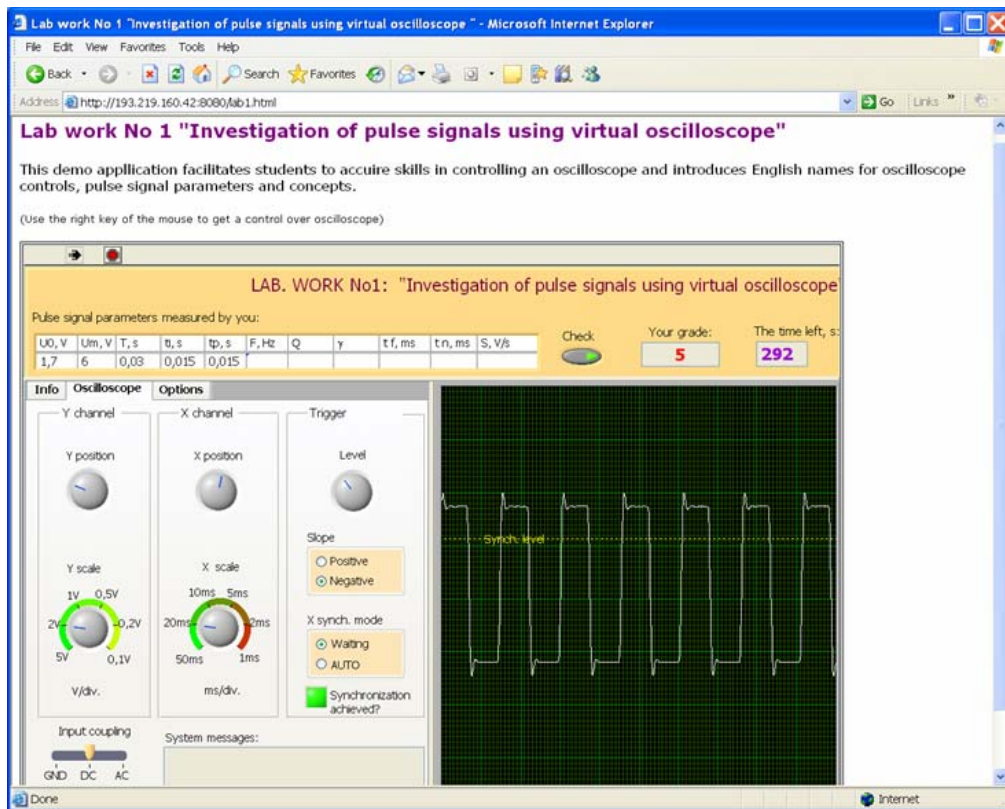 Lab work No 1 "Investigation of pulse signals using virtual oscilloscope " - Microsoft Internet Explorer
File Edit View Favorites Tools Help
Back Search Favorites
Address http://193.219.160.42:8080/lab1.html Go Links »
Lab work No 1 "Investigation of pulse signals using virtual oscilloscope"
This demo appllication facilitates students to accuire skills in controlling an oscilloscope and introduces English names for oscilloscope
controls, pulse signal parameters and concepts.
(Use the right key of the mouse to get a control over oscilloscope)
LAB. WORK No1: "Investigation of pulse signals using virtual oscilloscope"
Pulse signal parameters measured by you:
U0, V Um, V T, s ti, s tp, s F, Hz Q γ t f, ms t n, ms S, V/s
1,7 6 0,03 0,015 0,015
Check
Your grade:
5
The time left, s:
292
Info Oscilloscope Options
Y channel X channel Trigger
Y position X position Level
Slope
Positive
Negative
Y scale X scale
1V 0,5V 10ms 5ms
2V 0,2V 20ms 2ms
5V 0,1V 50ms 1ms
X synch. mode
Waiting
AUTO
V/div. ms/div.
Synchronization
achieved?
Synch. level
Input coupling System messages:
GND DC AC
Done Internet